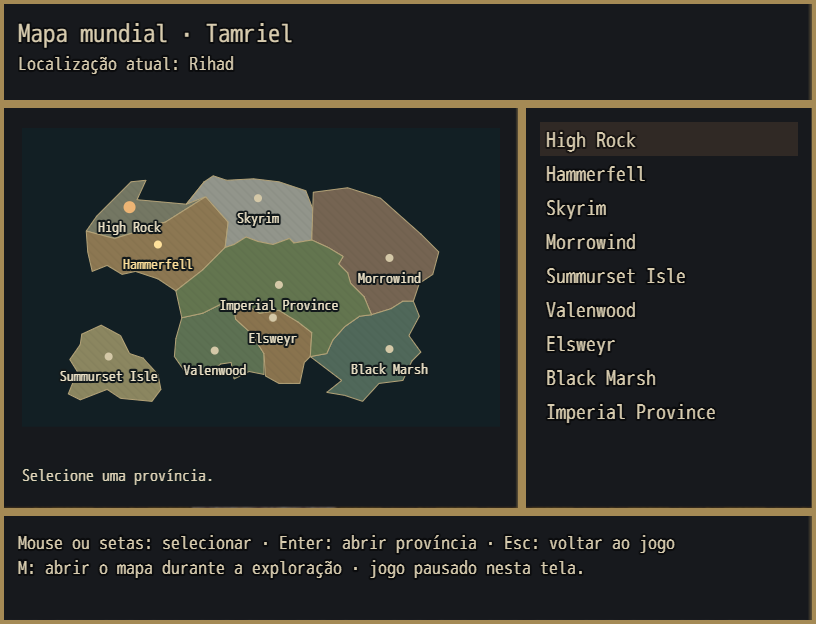 Mapa mundial · Tamriel
Localização atual: Rihad
High Rock
Hammerfell
Skyrim
Morrowind
Imperial Province
Elsweyr
Summurset Isle
Valenwood
Black Marsh
Selecione uma província.
High Rock
Hammerfell
Skyrim
Morrowind
Summurset Isle
Valenwood
Elsweyr
Black Marsh
Imperial Province
Mouse ou setas: selecionar · Enter: abrir província · Esc: voltar ao jogo
M: abrir o mapa durante a exploração · jogo pausado nesta tela.